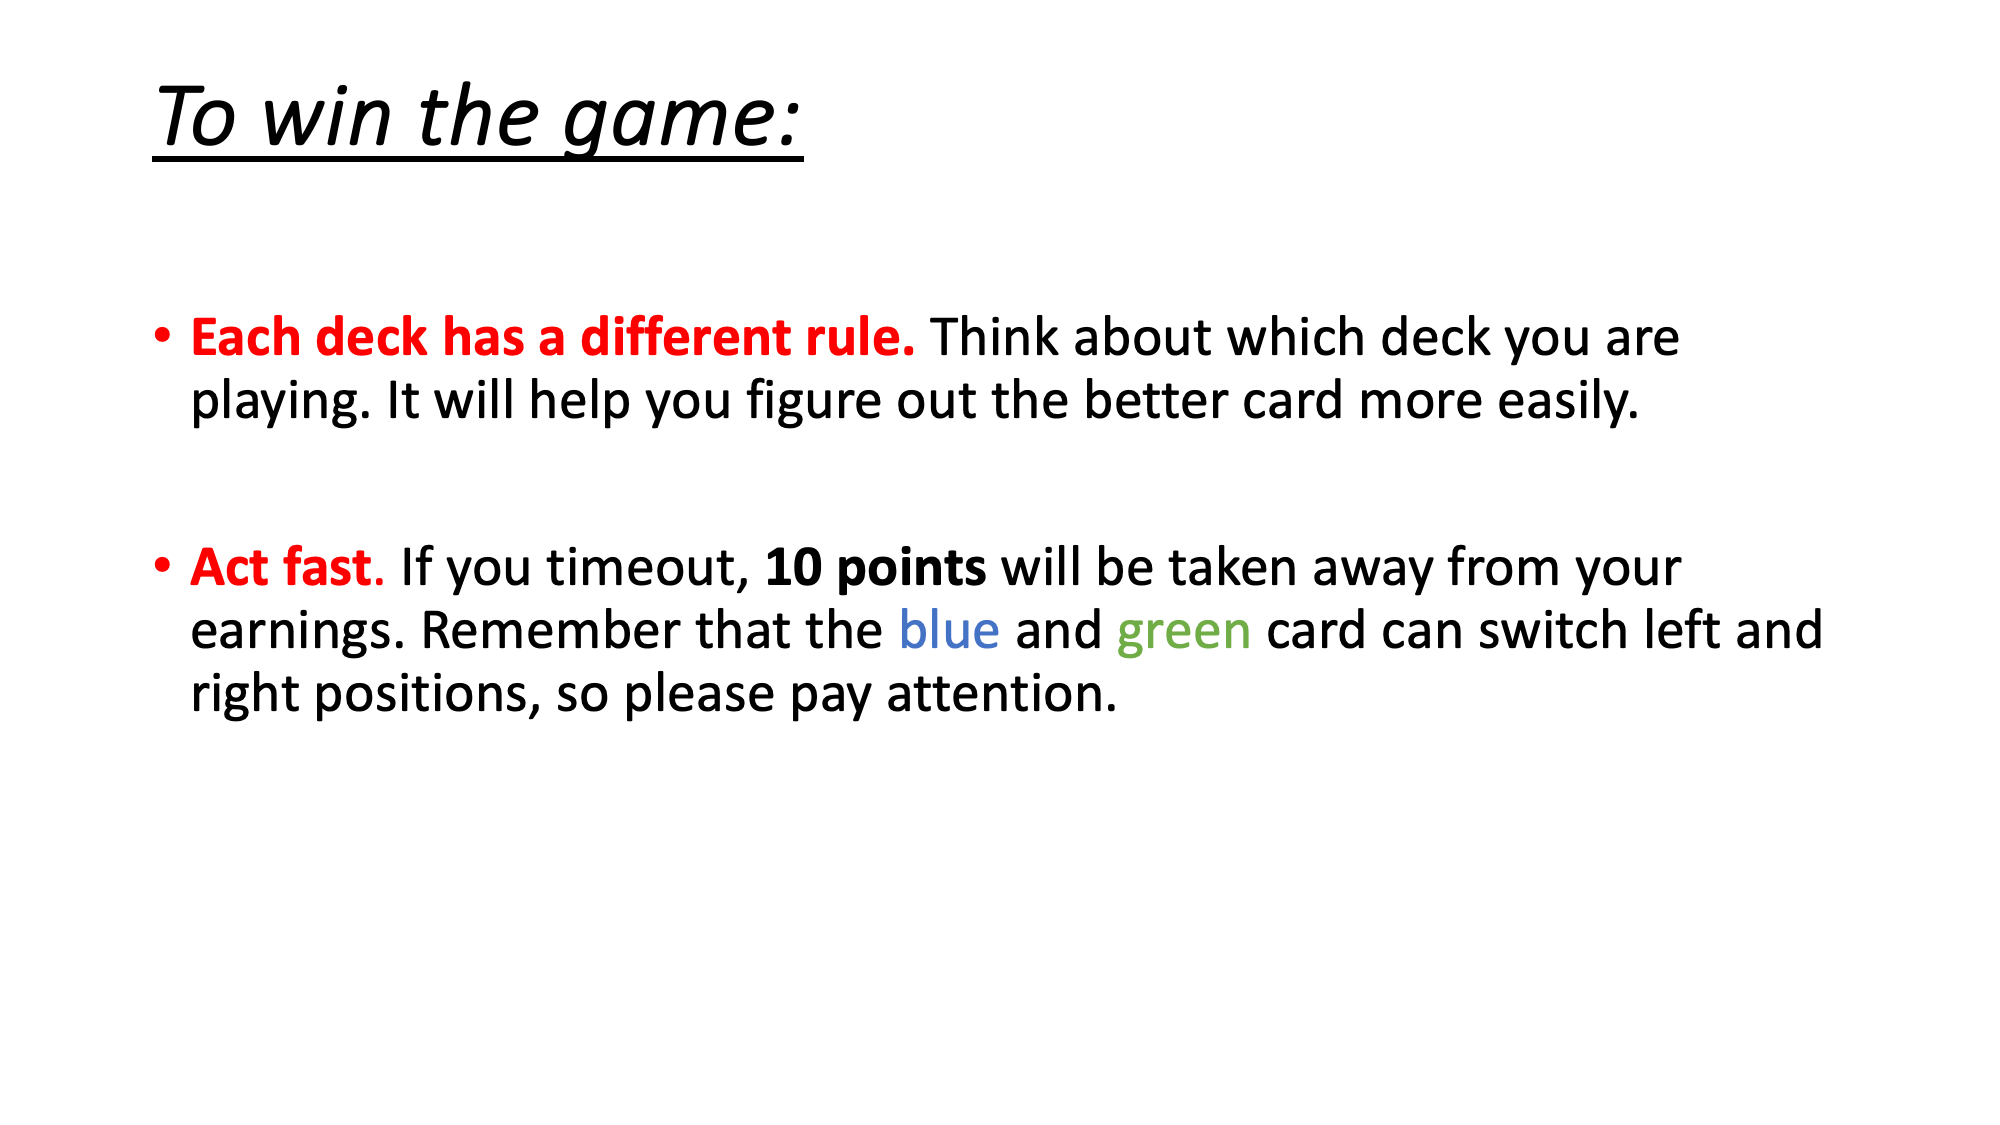 To win the game:
• Each deck has a different rule. Think about which deck you are
playing. It will help you figure out the better card more easily.
• Act fast. If you timeout, 10 points will be taken away from your
earnings. Remember that the blue and green card can switch left and
right positions, so please pay attention.